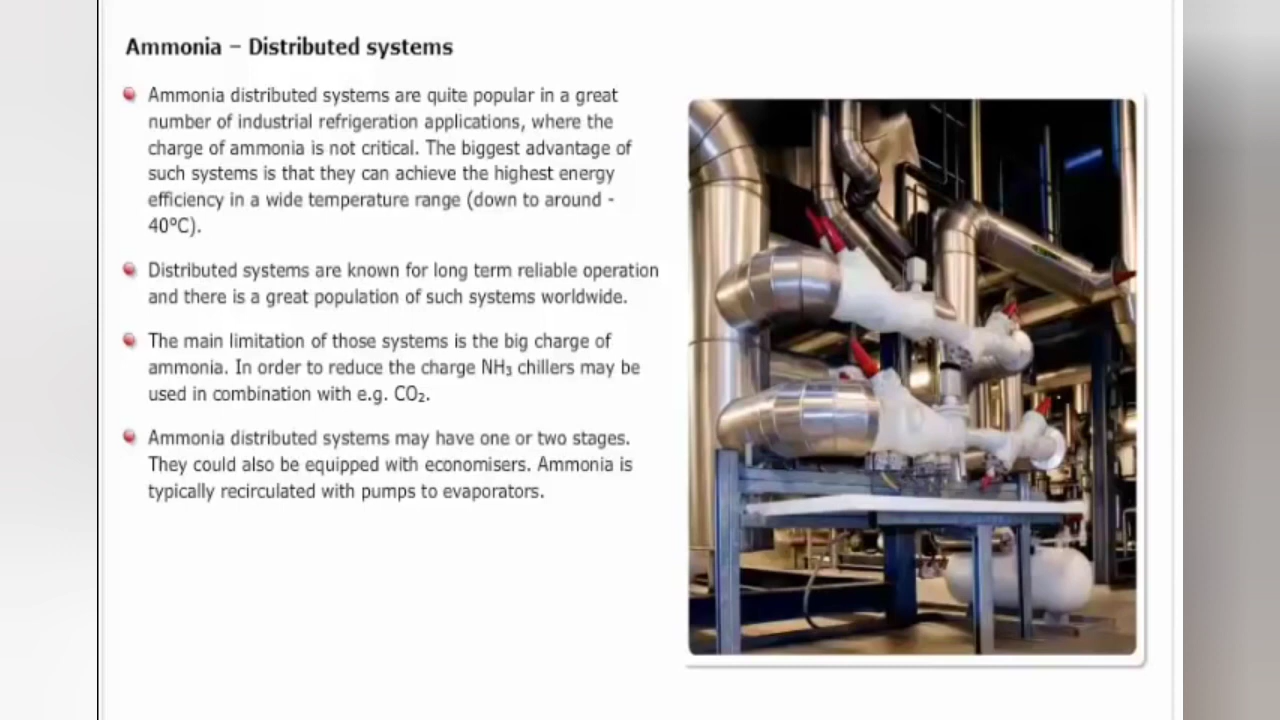 Ammonia – Distributed systems
Ammonia distributed systems are quite popular in a great
number of industrial refrigeration applications, where the
charge of ammonia is not critical. The biggest advantage of
such systems is that they can achieve the highest energy
efficiency in a wide temperature range (down to around -
40°C).
Distributed systems are known for long term reliable operation
and there is a great population of such systems worldwide.
The main limitation of those systems is the big charge of
ammonia. In order to reduce the charge NH₃ chillers may be
used in combination with e.g. CO₂.
Ammonia distributed systems may have one or two stages.
They could also be equipped with economisers. Ammonia is
typically recirculated with pumps to evaporators.